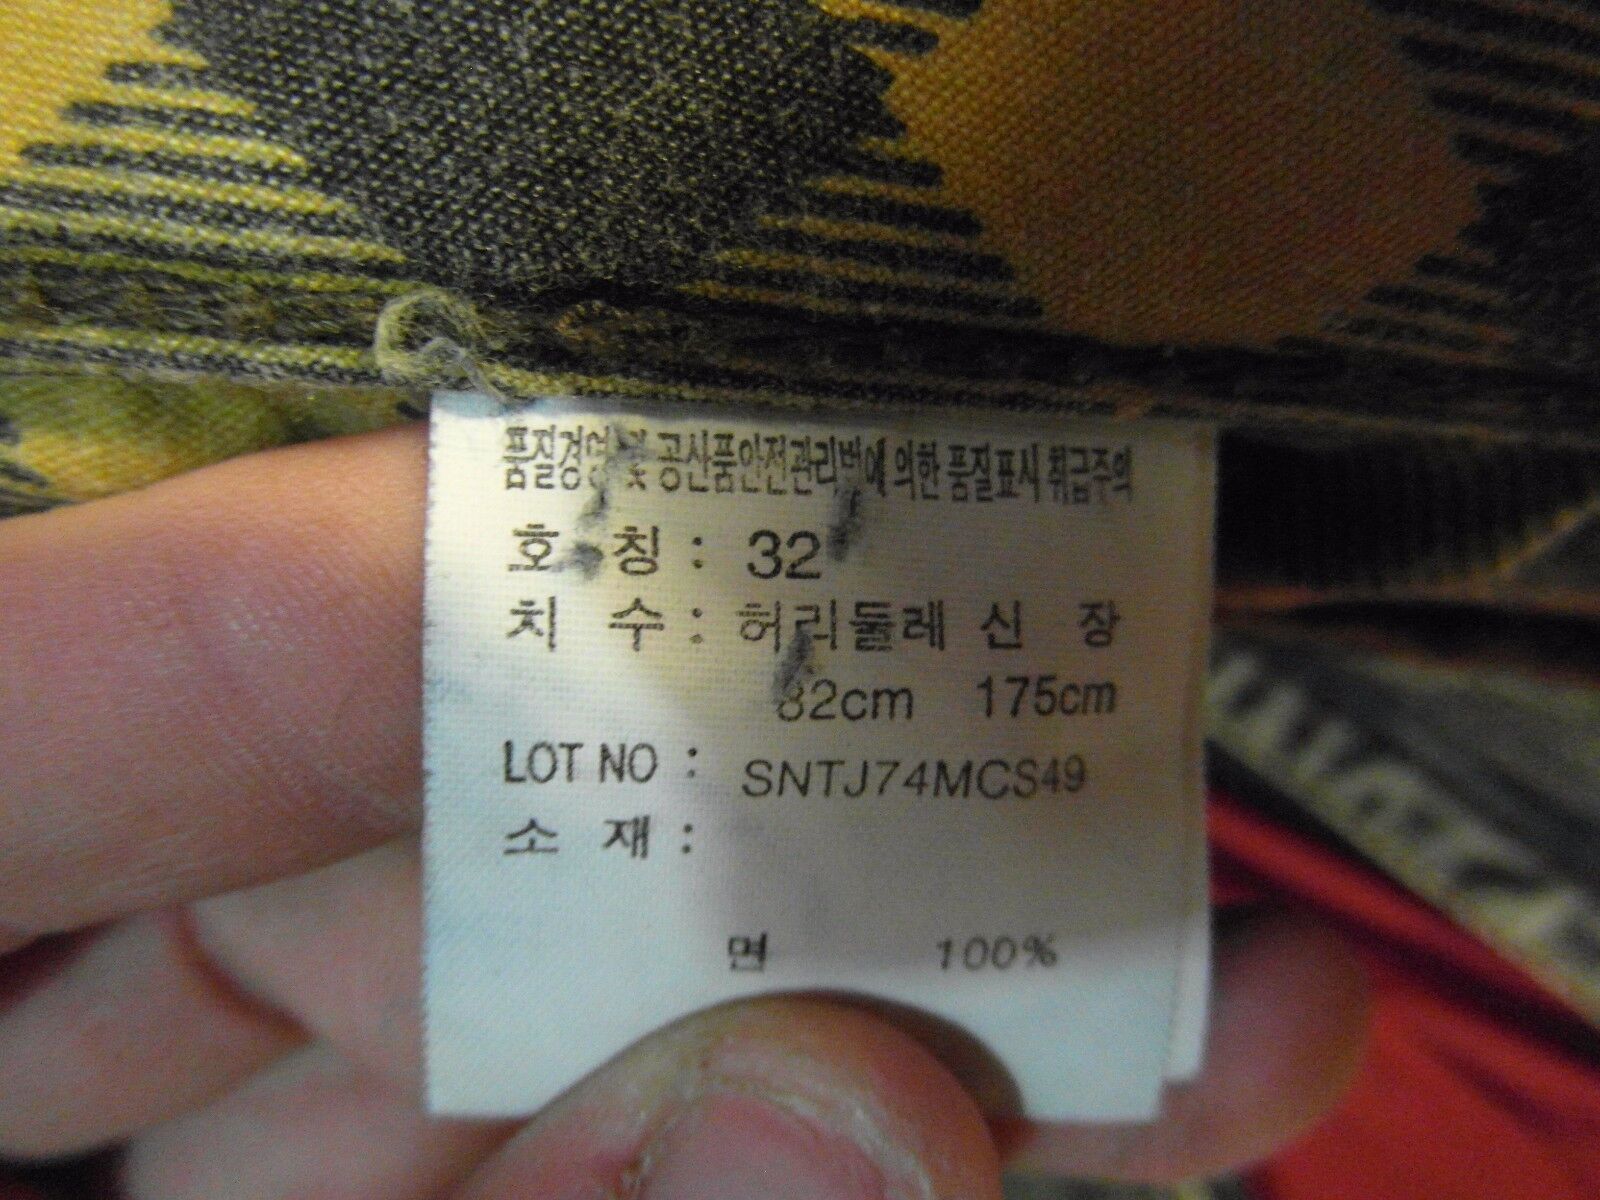 품질경영 및 공산품안전관리법에 의한 품질표시 취급주의
호 칭 : 32
치 수 : 허리둘레 신 장
82cm 175cm
LOT NO : SNTJ74MCS49
소 재 :
면 100%